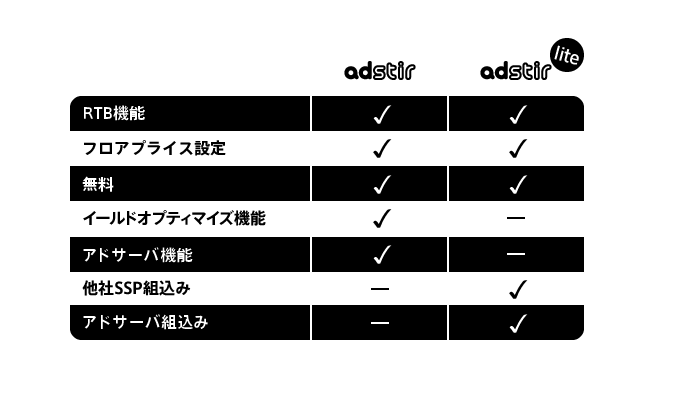 adstir adstir lite
RTB機能 ✓ ✓
フロアプライス設定 ✓ ✓
無料 ✓ ✓
イールドオプティマイズ機能 ✓ —
アドサーバ機能 ✓ —
他社SSP組込み — ✓
アドサーバ組込み — ✓